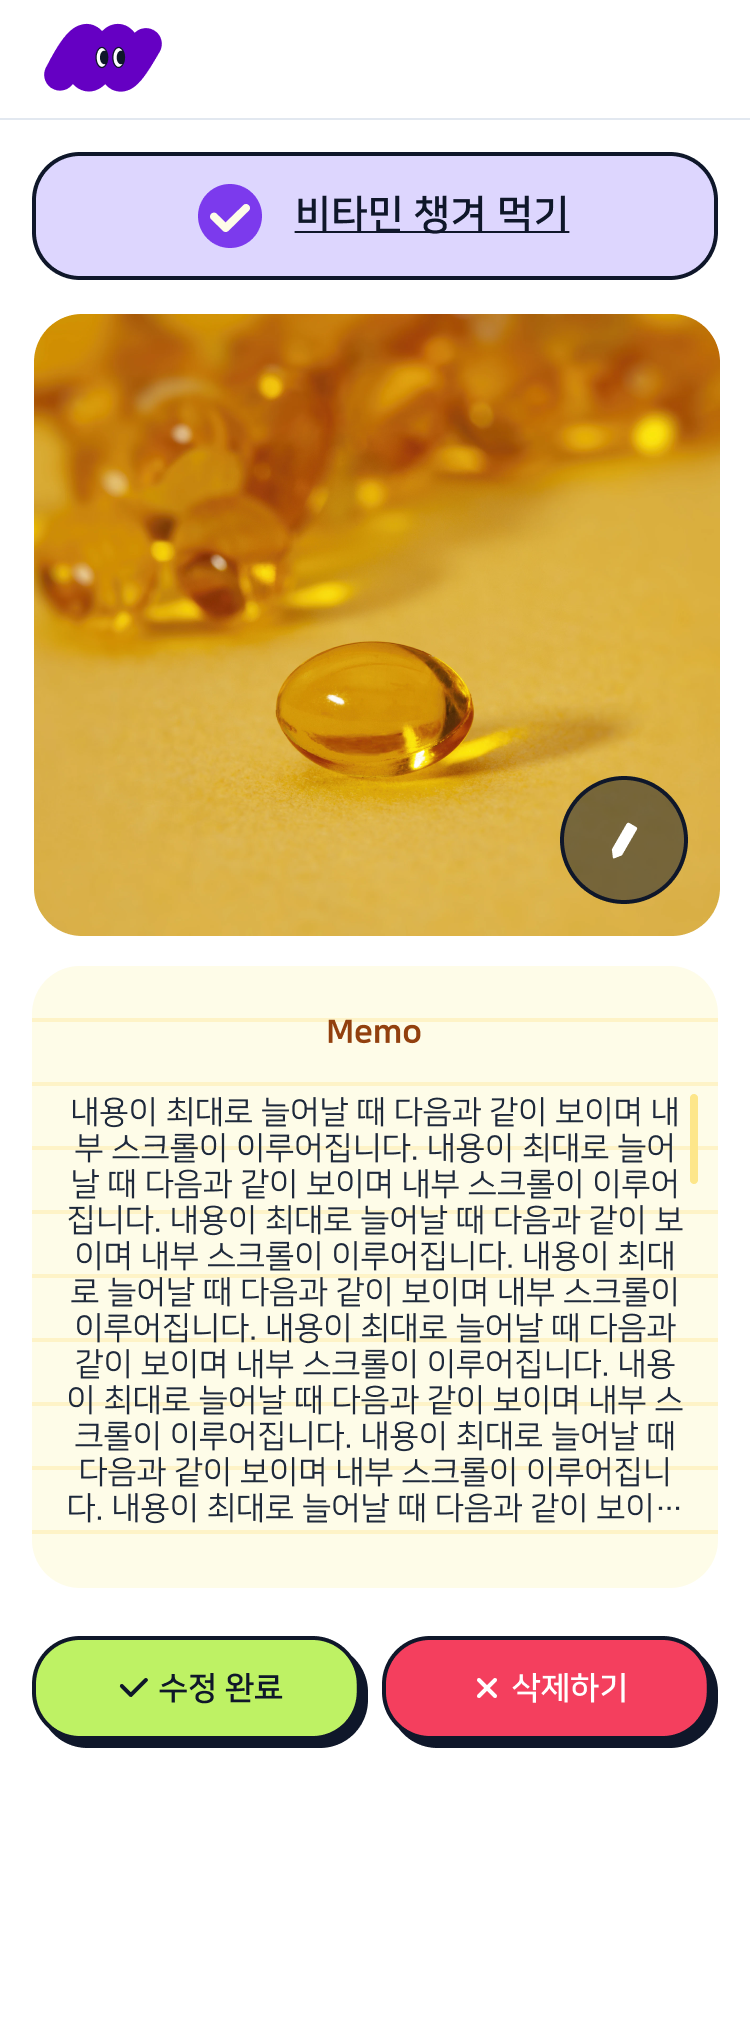 비타민 챙겨 먹기
Memo
내용이 최대로 늘어날 때 다음과 같이 보이며 내
부 스크롤이 이루어집니다. 내용이 최대로 늘어
날 때 다음과 같이 보이며 내부 스크롤이 이루어
집니다. 내용이 최대로 늘어날 때 다음과 같이 보
이며 내부 스크롤이 이루어집니다. 내용이 최대
로 늘어날 때 다음과 같이 보이며 내부 스크롤이
이루어집니다. 내용이 최대로 늘어날 때 다음과
같이 보이며 내부 스크롤이 이루어집니다. 내용
이 최대로 늘어날 때 다음과 같이 보이며 내부 스
크롤이 이루어집니다. 내용이 최대로 늘어날 때
다음과 같이 보이며 내부 스크롤이 이루어집니
다. 내용이 최대로 늘어날 때 다음과 같이 보이…
수정 완료
삭제하기